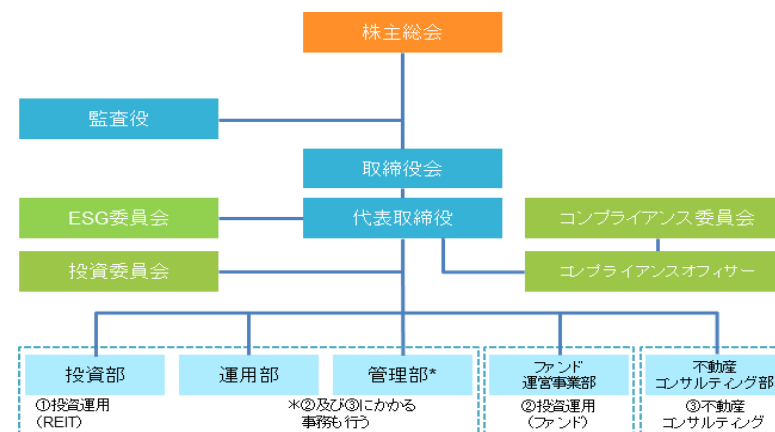 株主総会
監査役
取締役会
ESG委員会
代表取締役
コンプライアンス委員会
投資委員会
コンプライアンスオフィサー
投資部
運用部
管理部*
ファンド
運営事業部
不動産
コンサルティング部
①投資運用
(REIT)
※②及び③にかかる
事務も行う
②投資運用
(ファンド)
③不動産
コンサルティング